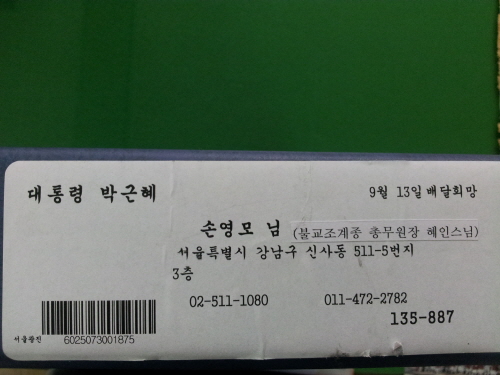 대통령 박근혜
9월 13일 배달희망
손영모 님 (불교조계종 총무원장 혜인스님)
서울특별시 강남구 신사동 511-5번지
3층
02-511-1080 011-472-2782
135-887
서울광진 6025073001875